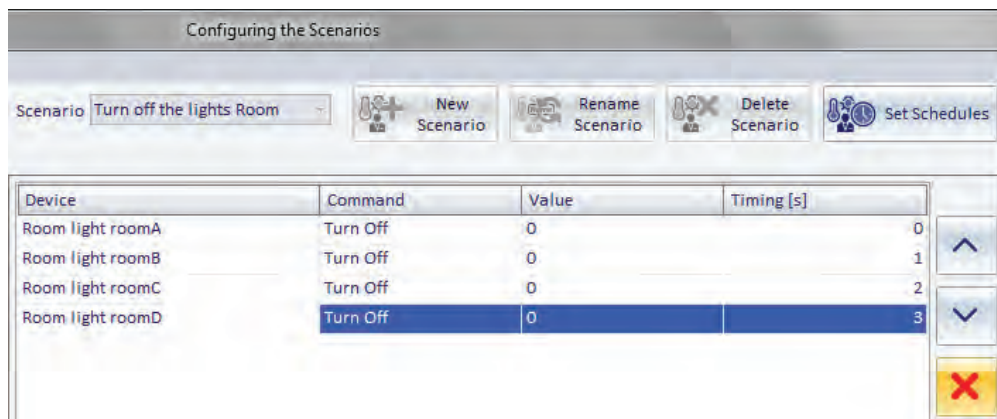 Configuring the Scenarios
Scenario Turn off the lights Room
New Scenario
Rename Scenario
Delete Scenario
Set Schedules
Device Command Value Timing [s]
Room light roomA Turn Off 0 0
Room light roomB Turn Off 0 1
Room light roomC Turn Off 0 2
Room light roomD Turn Off 0 3